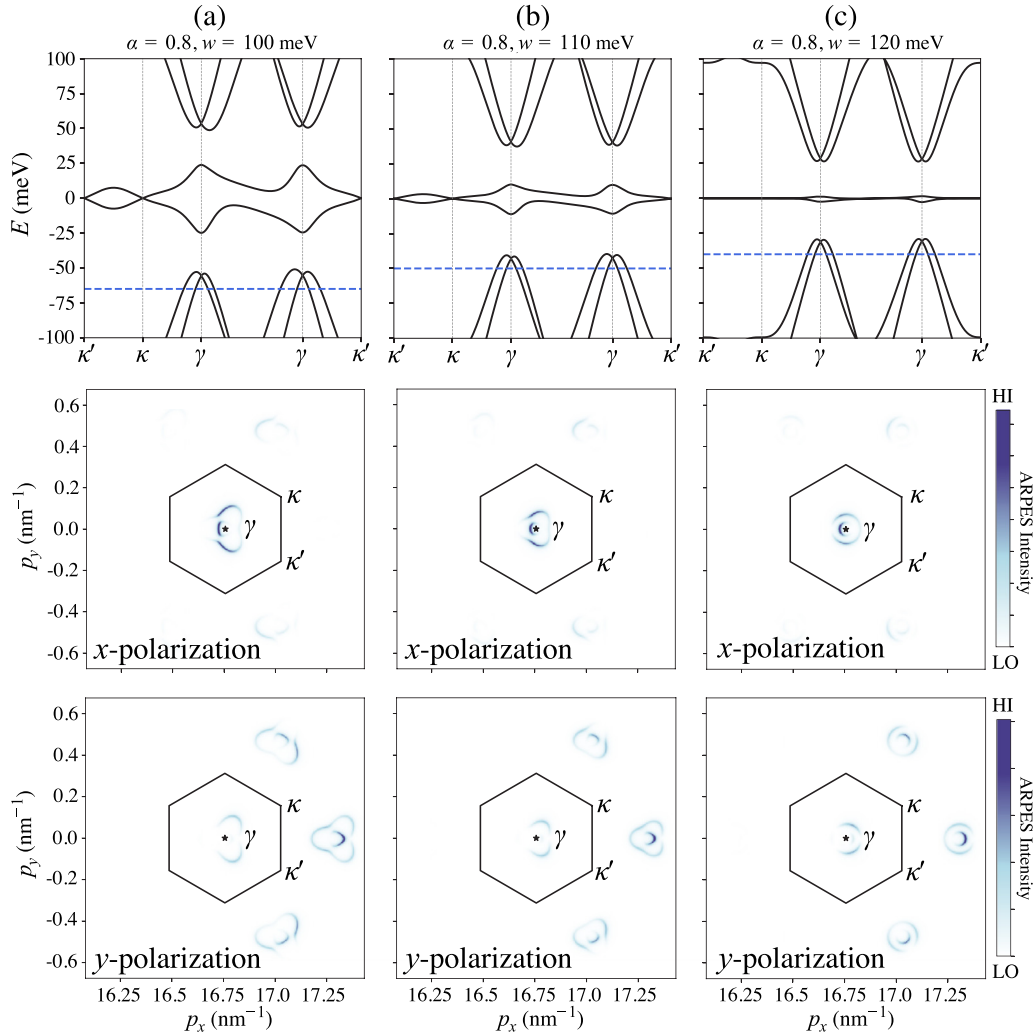 (a) (b) (c)
α = 0.8, w = 100 meV α = 0.8, w = 110 meV α = 0.8, w = 120 meV
100
75
50
25
0
-25
-50
-75
-100
E (meV)
κ′ κ γ γ κ′ κ′ κ γ γ κ′ κ′ κ γ γ κ′
0.6
0.4
0.2
0.0
-0.2
-0.4
-0.6
p_y (nm⁻¹)
κ κ κ
γ γ γ
κ′ κ′ κ′
x-polarization x-polarization x-polarization
HI
ARPES Intensity
LO
0.6
0.4
0.2
0.0
-0.2
-0.4
-0.6
p_y (nm⁻¹)
κ κ κ
γ γ γ
κ′ κ′ κ′
y-polarization y-polarization y-polarization
HI
ARPES Intensity
LO
16.25 16.5 16.75 17.0 17.25 16.25 16.5 16.75 17.0 17.25 16.25 16.5 16.75 17.0 17.25
p_x (nm⁻¹) p_x (nm⁻¹) p_x (nm⁻¹)